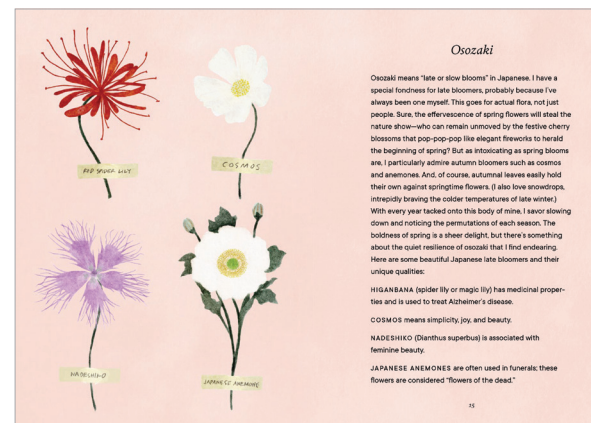 RED SPIDER LILY
COSMOS
NADESHIKO
JAPANESE ANEMONE
Osozaki
Osozaki means “late or slow blooms” in Japanese. I have a
special fondness for late bloomers, probably because I’ve
always been one myself. This goes for actual flora, not just
people. Sure, the effervescence of spring flowers will steal the
nature show—who can remain unmoved by the festive cherry
blossoms that pop-pop-pop like elegant fireworks to herald
the beginning of spring? But as intoxicating as spring blooms
are, I particularly admire autumn bloomers such as cosmos
and anemones. And, of course, autumnal leaves easily hold
their own against springtime flowers. (I also love snowdrops,
intrepidly braving the colder temperatures of late winter.)
With every year tacked onto this body of mine, I savor slowing
down and noticing the permutations of each season. The
boldness of spring is a sheer delight, but there’s something
about the quiet resilience of osozaki that I find endearing.
Here are some beautiful Japanese late bloomers and their
unique qualities:
HIGANBANA (spider lily or magic lily) has medicinal proper-
ties and is used to treat Alzheimer’s disease.
COSMOS means simplicity, joy, and beauty.
NADESHIKO (Dianthus superbus) is associated with
feminine beauty.
JAPANESE ANEMONES are often used in funerals; these
flowers are considered “flowers of the dead.”
15